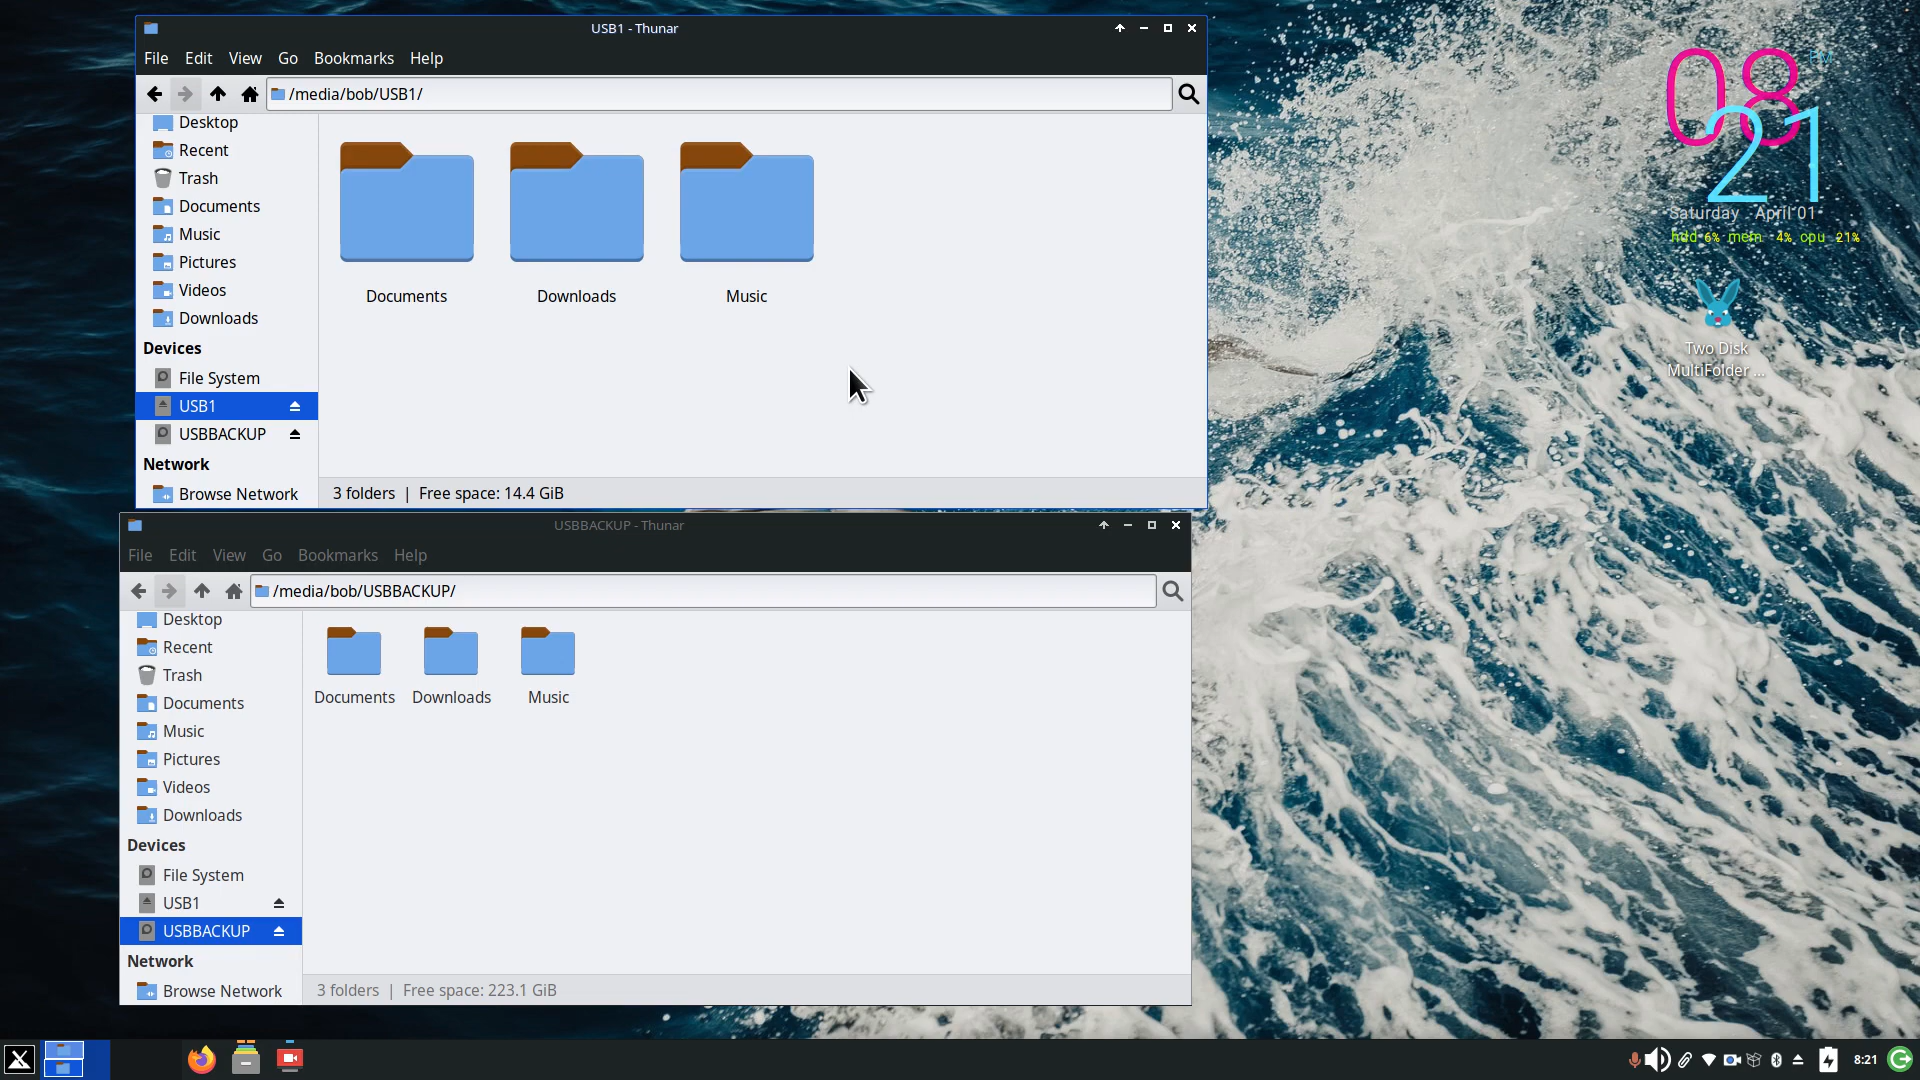 USB1 - Thunar
File Edit View Go Bookmarks Help
/media/bob/USB1/
Desktop
Recent
Trash
Documents
Music
Pictures
Videos
Downloads
Devices
File System
USB1
USBBACKUP
Network
Browse Network
Documents Downloads Music
3 folders | Free space: 14.4 GiB
USBBACKUP - Thunar
File Edit View Go Bookmarks Help
/media/bob/USBBACKUP/
Desktop
Recent
Trash
Documents
Music
Pictures
Videos
Downloads
Devices
File System
USB1
USBBACKUP
Network
Browse Network
Documents Downloads Music
3 folders | Free space: 223.1 GiB
08 PM
21
Saturday April 01
hdd 6% mem 4% cpu 21%
Two Disk
MultiFolder ...
8:21